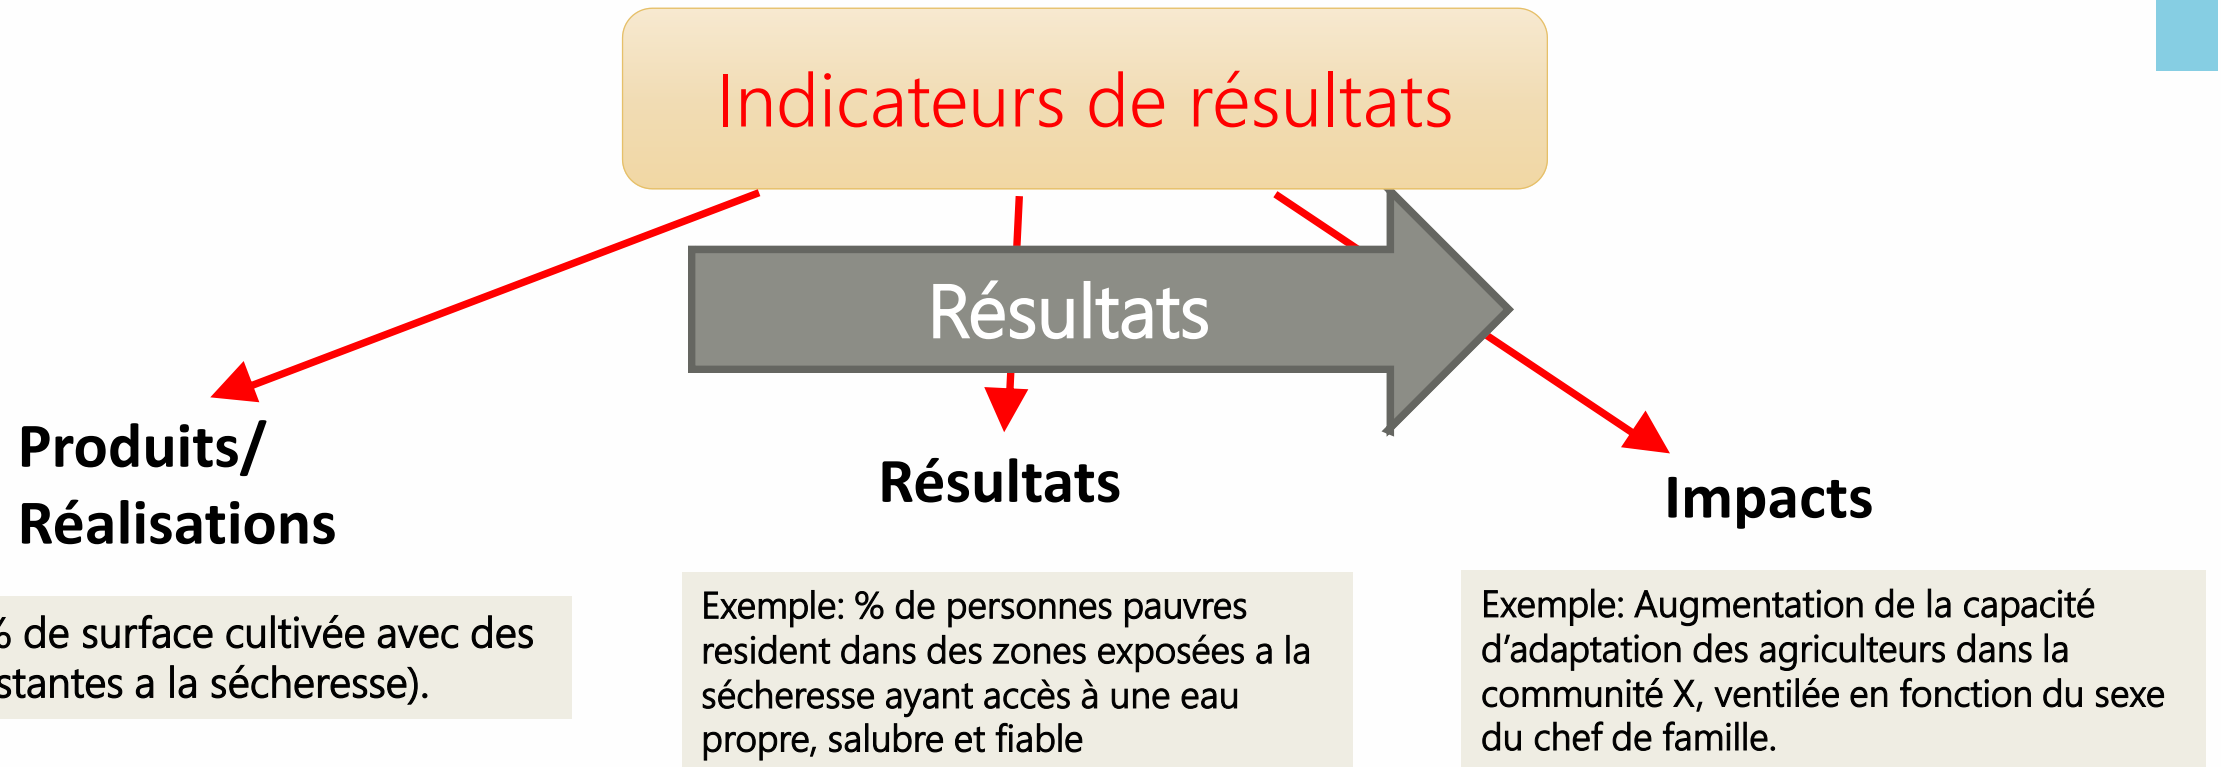 Indicateurs de résultats
Résultats
Produits/
Réalisations
Résultats
Impacts
% de surface cultivée avec des
a la sécheresse).
Exemple: % de personnes pauvres
resident dans des zones exposées a la
sécheresse ayant accès à une eau
propre, salubre et fiable
Exemple: Augmentation de la capacité
d’adaptation des agriculteurs dans la
communité X, ventilée en fonction du sexe
du chef de famille.